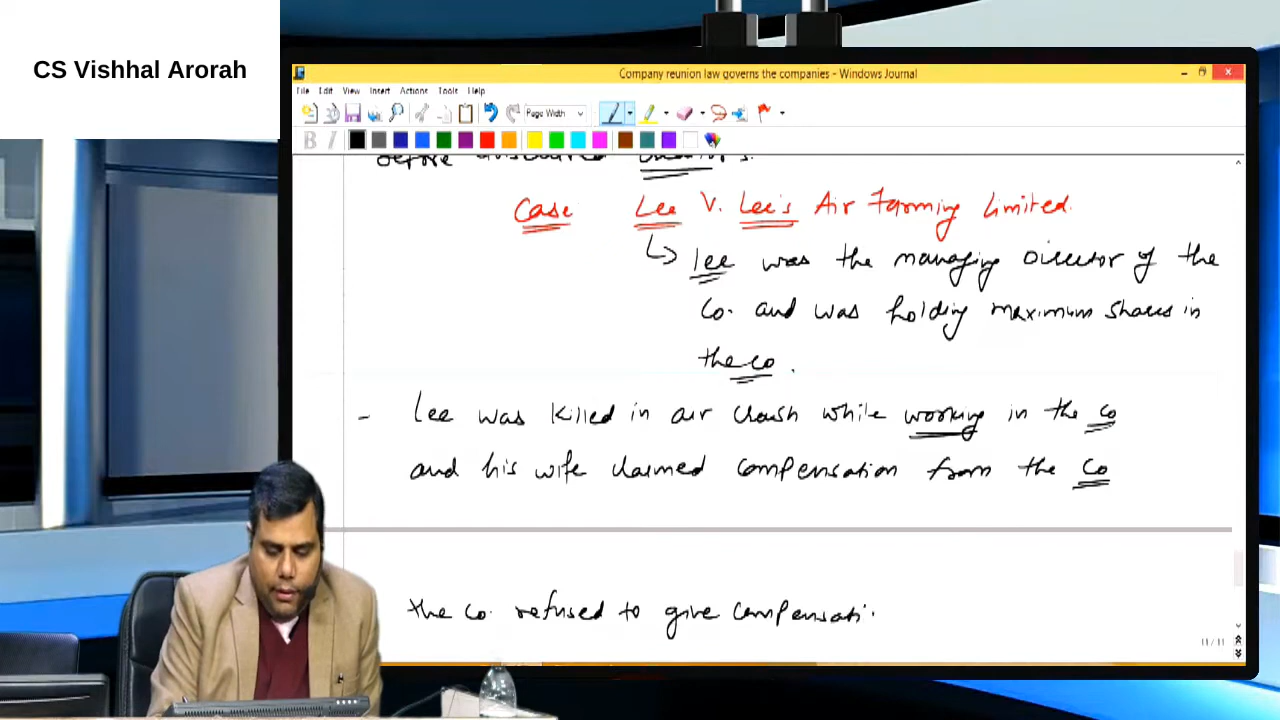 CS Vishhal Arorah
Company reunion law governs the companies - Windows Journal
File Edit View Insert Actions Tools Help
Page Width
before
Case Lee V. Lee's Air Farming Limited.
Lee was the managing Director of the
Co. and was holding maximum shares in
the co.
- Lee was killed in air crash while working in the co
and his wife claimed compensation from the co
the co. refused to give compensati.
11/11